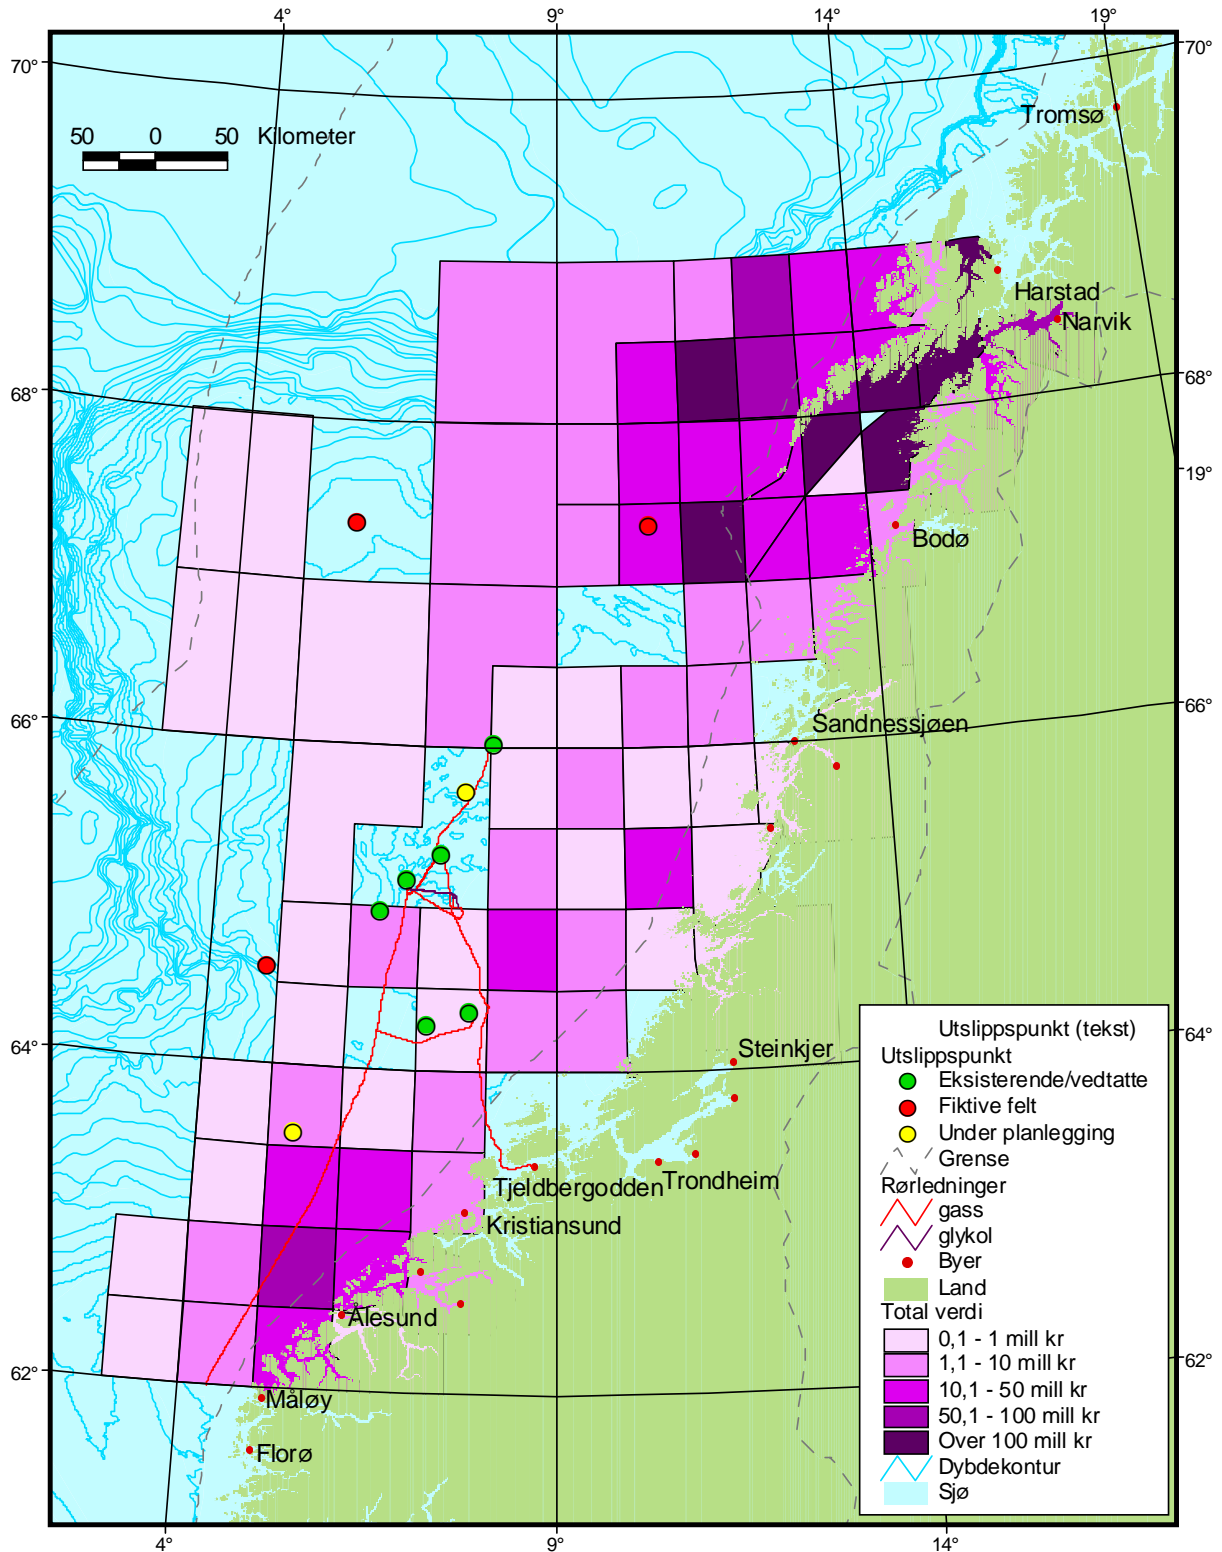 4°
9°
14°
19°
70°
70°
50 0 50 Kilometer
Tromsø
Harstad
Narvik
68°
68°
19°
Bodø
66°
66°
Sandnessjøen
64°
64°
Steinkjer
Trondheim
Tjeldbergodden
Kristiansund
Ålesund
62°
62°
Måløy
Florø
Utslippspunkt (tekst)
Utslippspunkt
Eksisterende/vedtatte
Fiktive felt
Under planlegging
Grense
Rørledninger
gass
glykol
Byer
Land
Total verdi
0,1 - 1 mill kr
1,1 - 10 mill kr
10,1 - 50 mill kr
50,1 - 100 mill kr
Over 100 mill kr
Dybdekontur
Sjø
4°
9°
14°